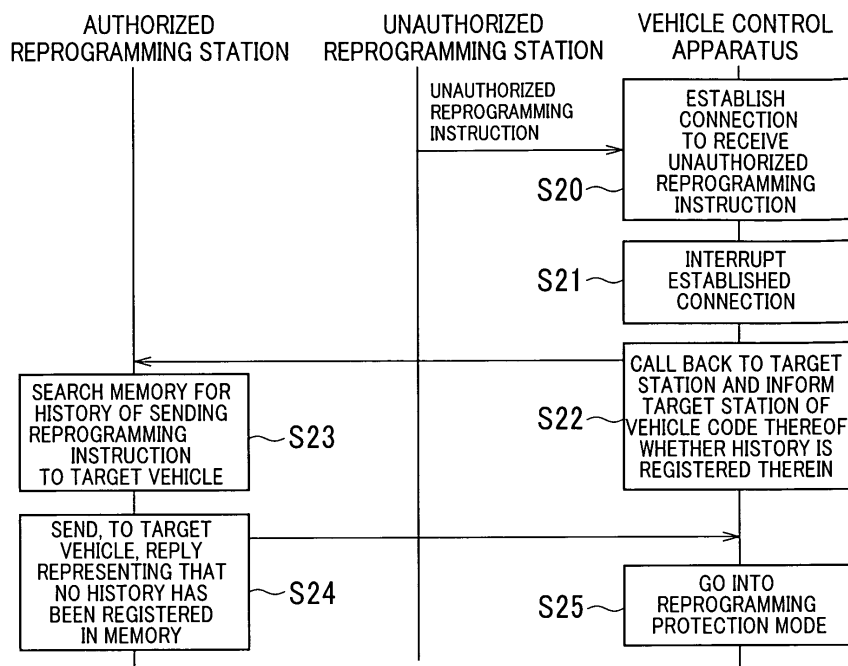 AUTHORIZED
REPROGRAMMING STATION
UNAUTHORIZED
REPROGRAMMING STATION
VEHICLE CONTROL
APPARATUS
UNAUTHORIZED
REPROGRAMMING
INSTRUCTION
ESTABLISH
CONNECTION
TO RECEIVE
UNAUTHORIZED
REPROGRAMMING
INSTRUCTION
S20
INTERRUPT
ESTABLISHED
CONNECTION
S21
CALL BACK TO TARGET
STATION AND INFORM
TARGET STATION OF
VEHICLE CODE THEREOF
WHETHER HISTORY IS
REGISTERED THEREIN
S22
SEARCH MEMORY FOR
HISTORY OF SENDING
REPROGRAMMING
INSTRUCTION
TO TARGET VEHICLE
S23
SEND, TO TARGET
VEHICLE, REPLY
REPRESENTING THAT
NO HISTORY HAS
BEEN REGISTERED
IN MEMORY
S24
GO INTO
REPROGRAMMING
PROTECTION MODE
S25